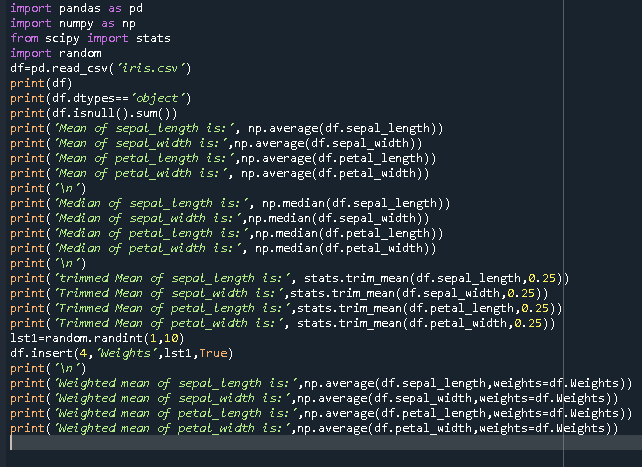 import pandas as pd
import numpy as np
from scipy import stats
import random
df=pd.read_csv('iris.csv')
print(df)
print(df.dtypes=='object')
print(df.isnull().sum())
print('Mean of sepal_length is:', np.average(df.sepal_length))
print('Mean of sepal_width is:',np.average(df.sepal_width))
print('Mean of petal_length is:', np.average(df.petal_length))
print('Mean of petal_width is:', np.average(df.petal_width))
print('\n')
print('Median of sepal_length is:', np.median(df.sepal_length))
print('Median of sepal_width is:',np.median(df.sepal_width))
print('Median of petal_length is:',np.median(df.petal_length))
print('Median of petal_width is:', np.median(df.petal_width))
print('\n')
print('trimmed Mean of sepal_length is:', stats.trim_mean(df.sepal_length,0.25))
print('Trimmed Mean of sepal_width is:',stats.trim_mean(df.sepal_width,0.25))
print('Trimmed Mean of petal_length is:',stats.trim_mean(df.petal_length,0.25))
print('Trimmed Mean of petal_width is:', stats.trim_mean(df.petal_width,0.25))
lst1=random.randint(1,10)
df.insert(4,'Weights',lst1,True)
print('\n')
print('Weighted mean of sepal_length is:',np.average(df.sepal_length,weights=df.Weights))
print('Weighted mean of sepal_width is:',np.average(df.sepal_width,weights=df.Weights))
print('Weighted mean of petal_length is:',np.average(df.petal_length,weights=df.Weights))
print('Weighted mean of petal_width is:',np.average(df.petal_width,weights=df.Weights))